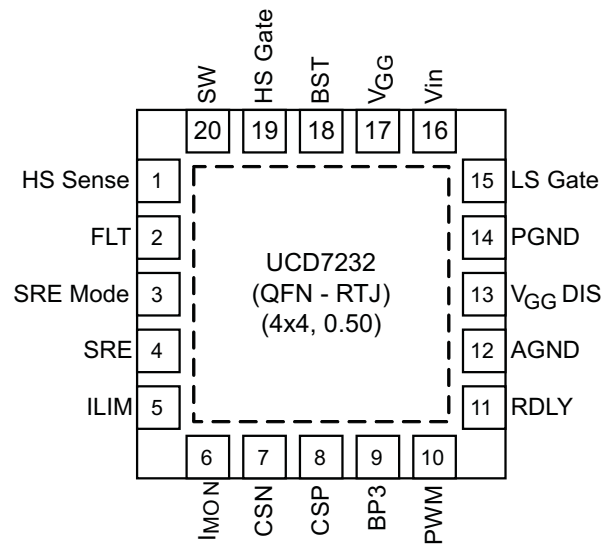 SW
HS Gate
BST
VGG
Vin
20
19
18
17
16
HS Sense 1
15 LS Gate
FLT 2
14 PGND
UCD7232
(QFN - RTJ)
(4x4, 0.50)
SRE Mode 3
13 VGG DIS
SRE 4
12 AGND
ILIM 5
11 RDLY
6
7
8
9
10
IMON
CSN
CSP
BP3
PWM